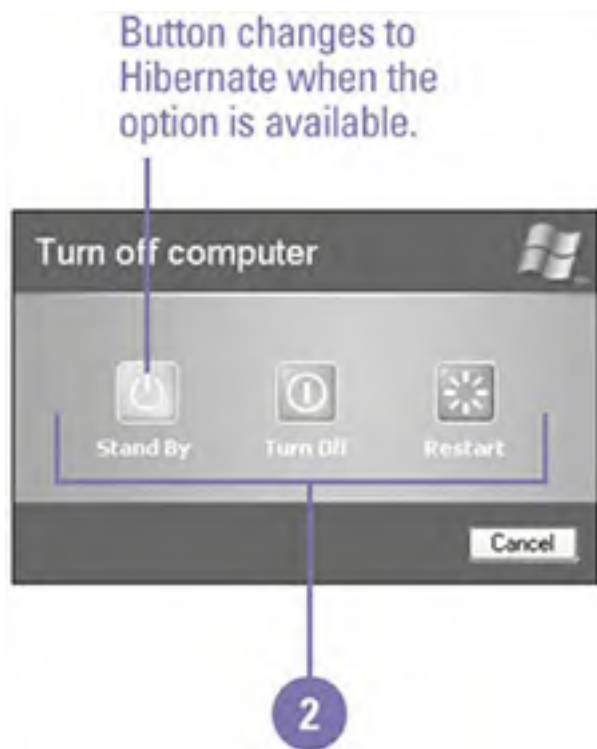 Button changes to
Hibernate when the
option is available.
Turn off computer
Stand By
Turn Off
Restart
Cancel
2